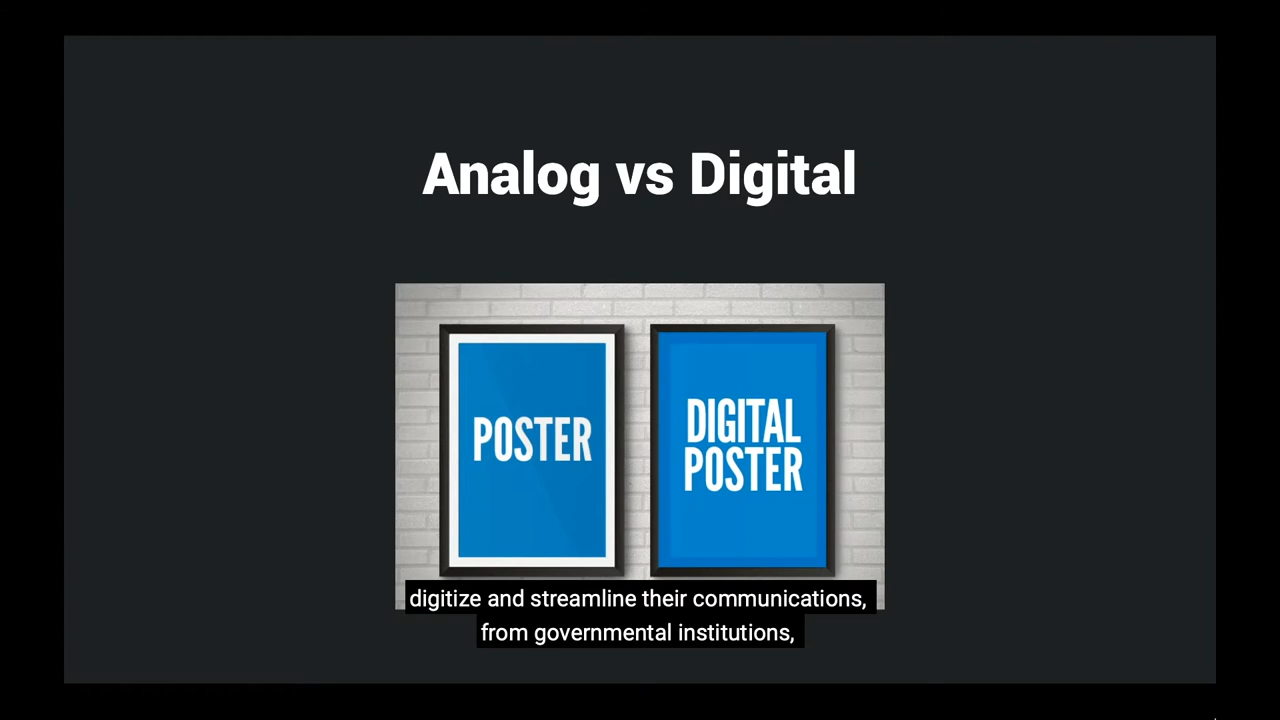 Analog vs Digital
POSTER
DIGITAL
POSTER
digitize and streamline their communications,
from governmental institutions,